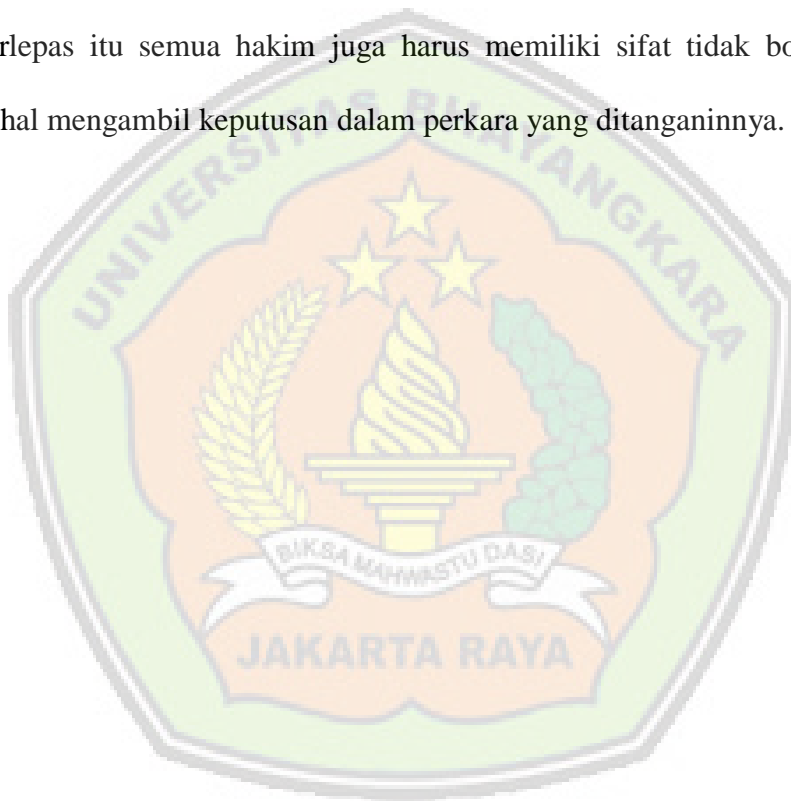 rlepas itu semua hakim juga harus memiliki sifat tidak bo
hal mengambil keputusan dalam perkara yang ditanganinnya.
UNIVERSITAS BHAYANGKARA
BIKSA MAHWASTU DASI
JAKARTA RAYA